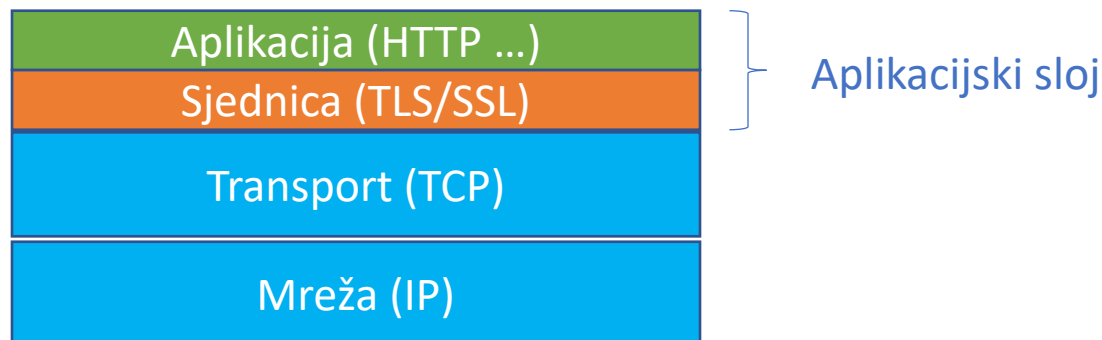 Aplikacija (HTTP …)
Sjednica (TLS/SSL)
Aplikacijski sloj
Transport (TCP)
Mreža (IP)